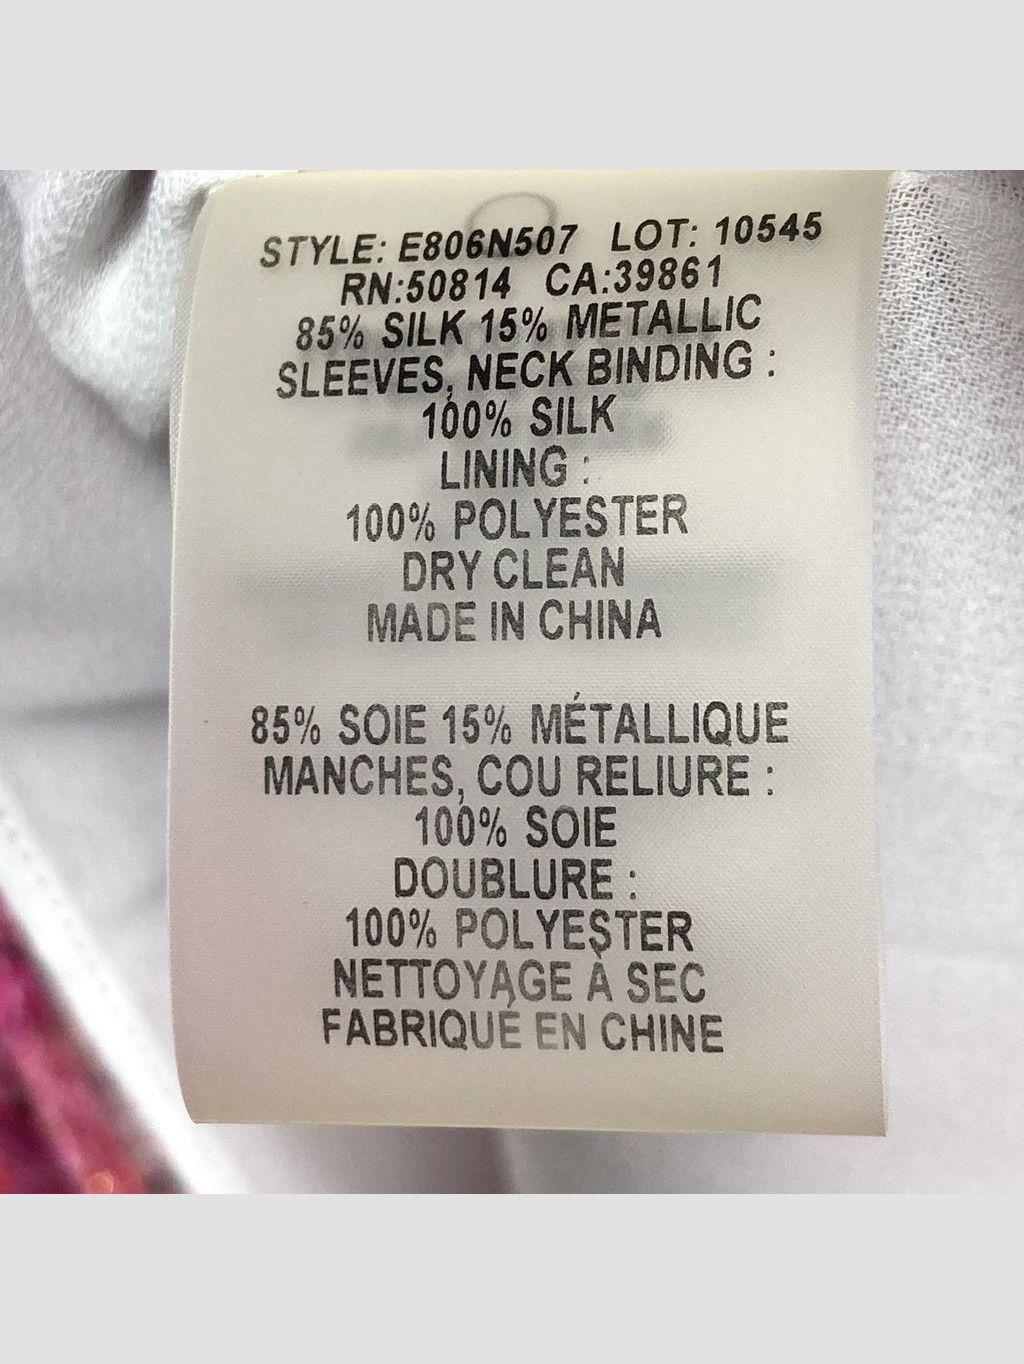 STYLE: E806N507 LOT: 10545
RN:50814 CA:39861
85% SILK 15% METALLIC
SLEEVES, NECK BINDING :
100% SILK
LINING :
100% POLYESTER
DRY CLEAN
MADE IN CHINA
85% SOIE 15% MÉTALLIQUE
MANCHES, COU RELIURE :
100% SOIE
DOUBLURE :
100% POLYESTER
NETTOYAGE À SEC
FABRIQUÉ EN CHINE